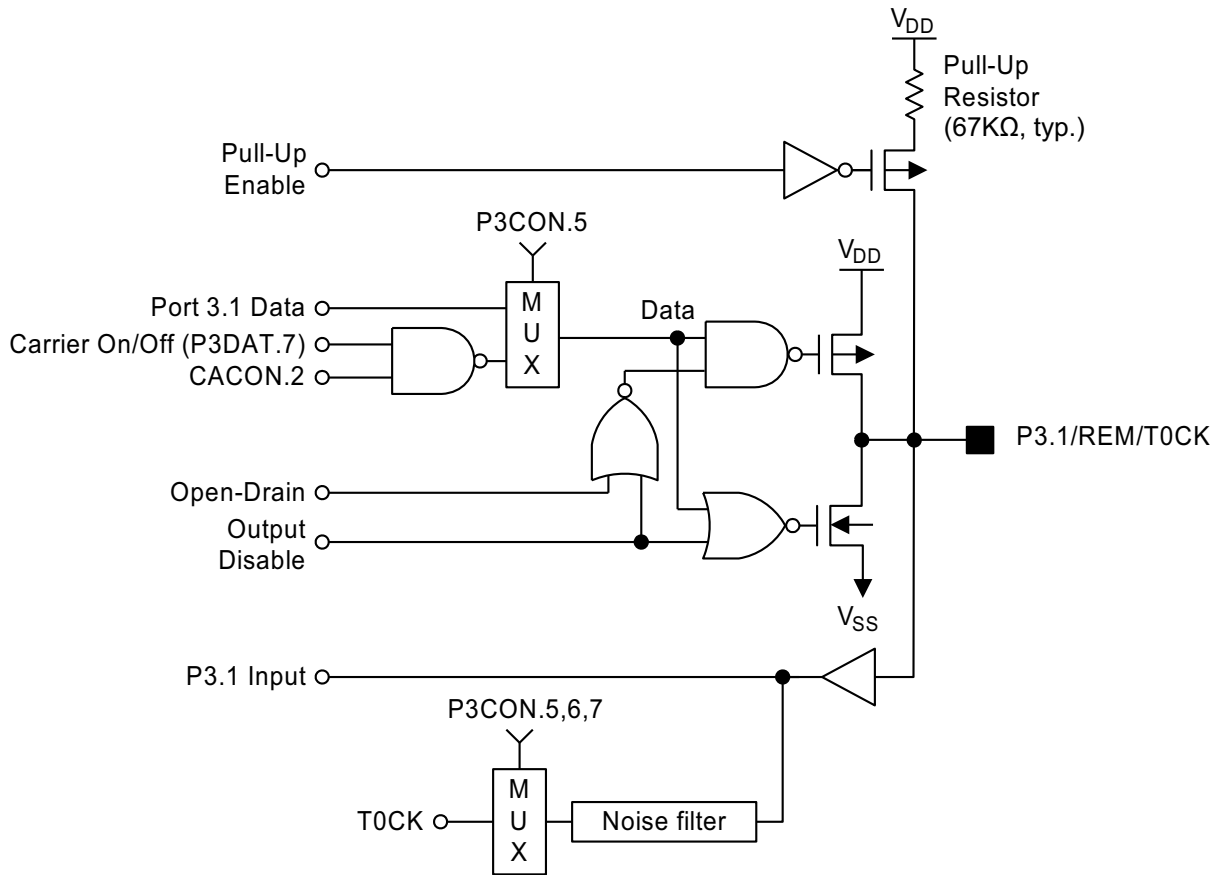 VDD
Pull-Up
Resistor
(67KΩ, typ.)
Pull-Up
Enable
P3CON.5
VDD
Port 3.1 Data
M
U
X
Data
Carrier On/Off (P3DAT.7)
CACON.2
P3.1/REM/T0CK
Open-Drain
Output
Disable
VSS
P3.1 Input
P3CON.5,6,7
M
U
X
T0CK
Noise filter